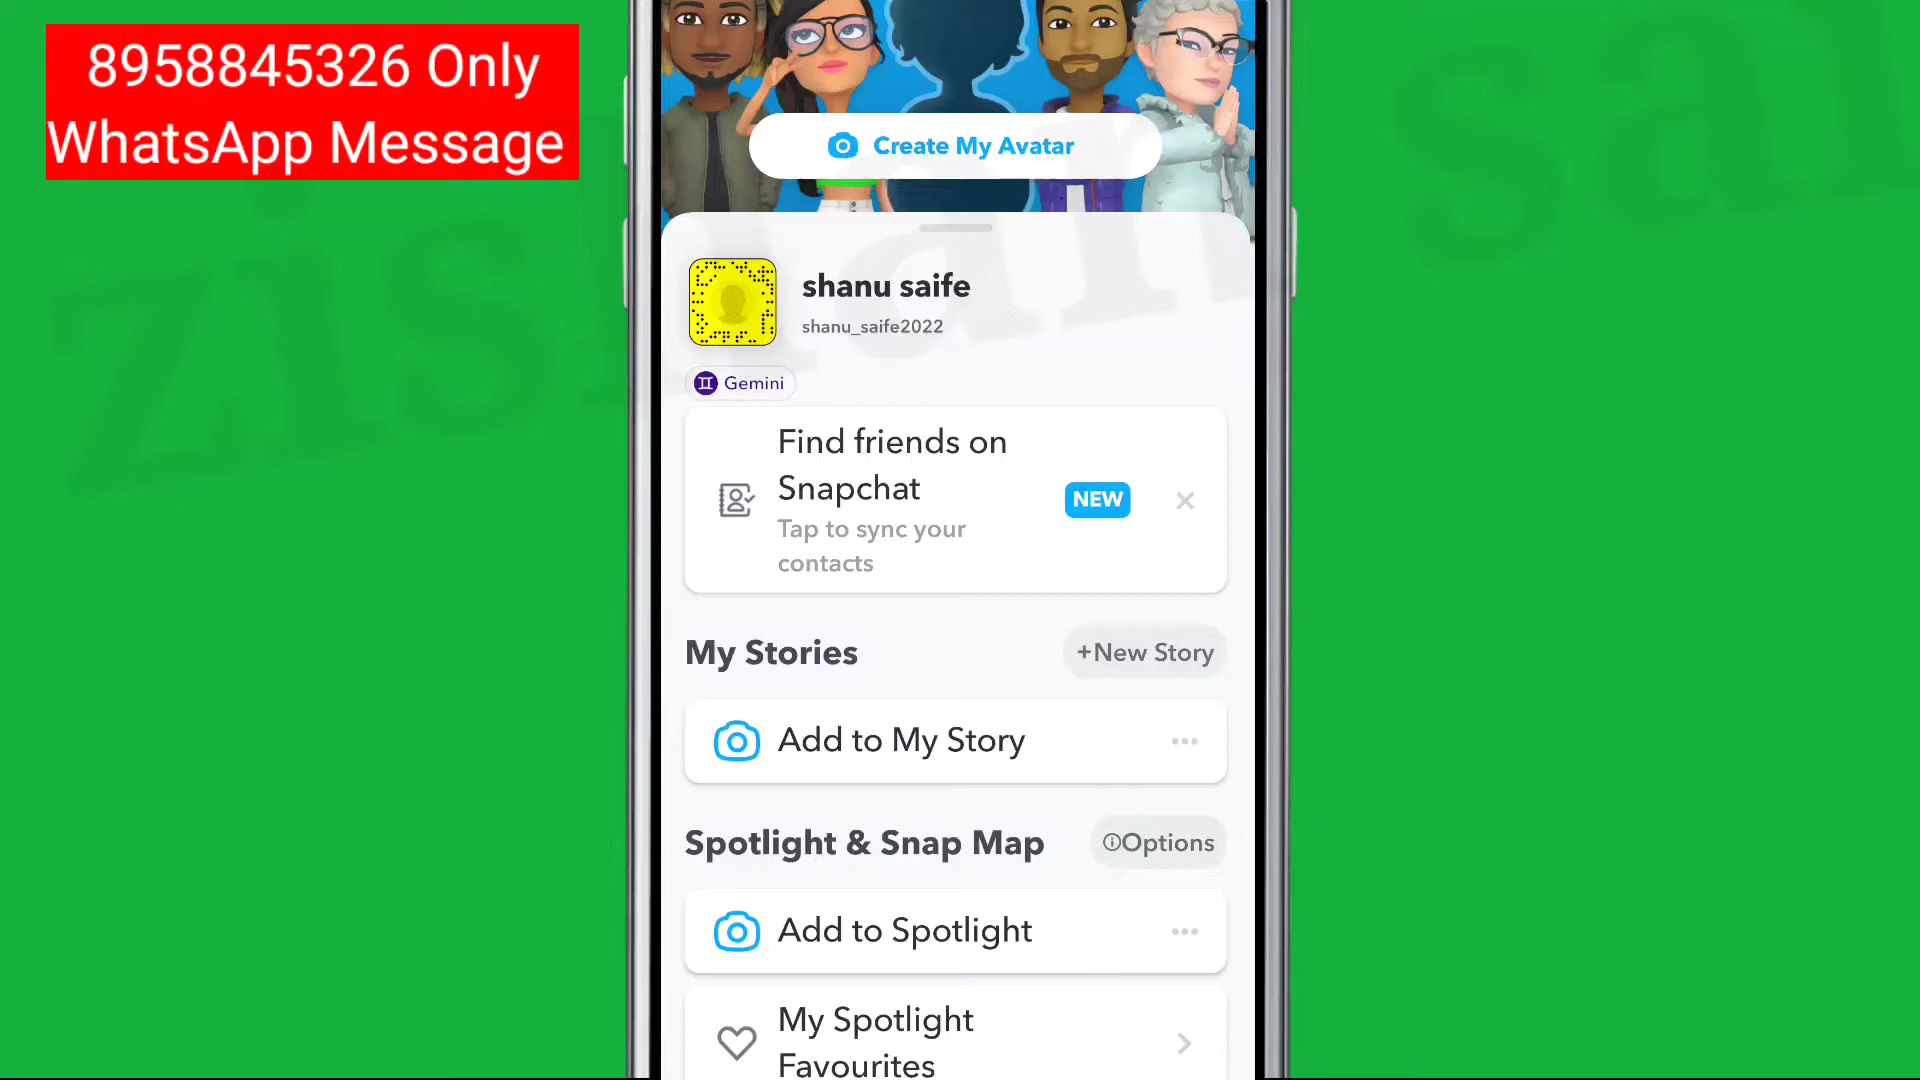 8958845326 Only
WhatsApp Message
Create My Avatar
shanu saife
shanu_saife2022
Gemini
Find friends on
Snapchat
NEW
Tap to sync your
contacts
My Stories
+New Story
Add to My Story
Spotlight & Snap Map
Options
Add to Spotlight
My Spotlight
Favourites